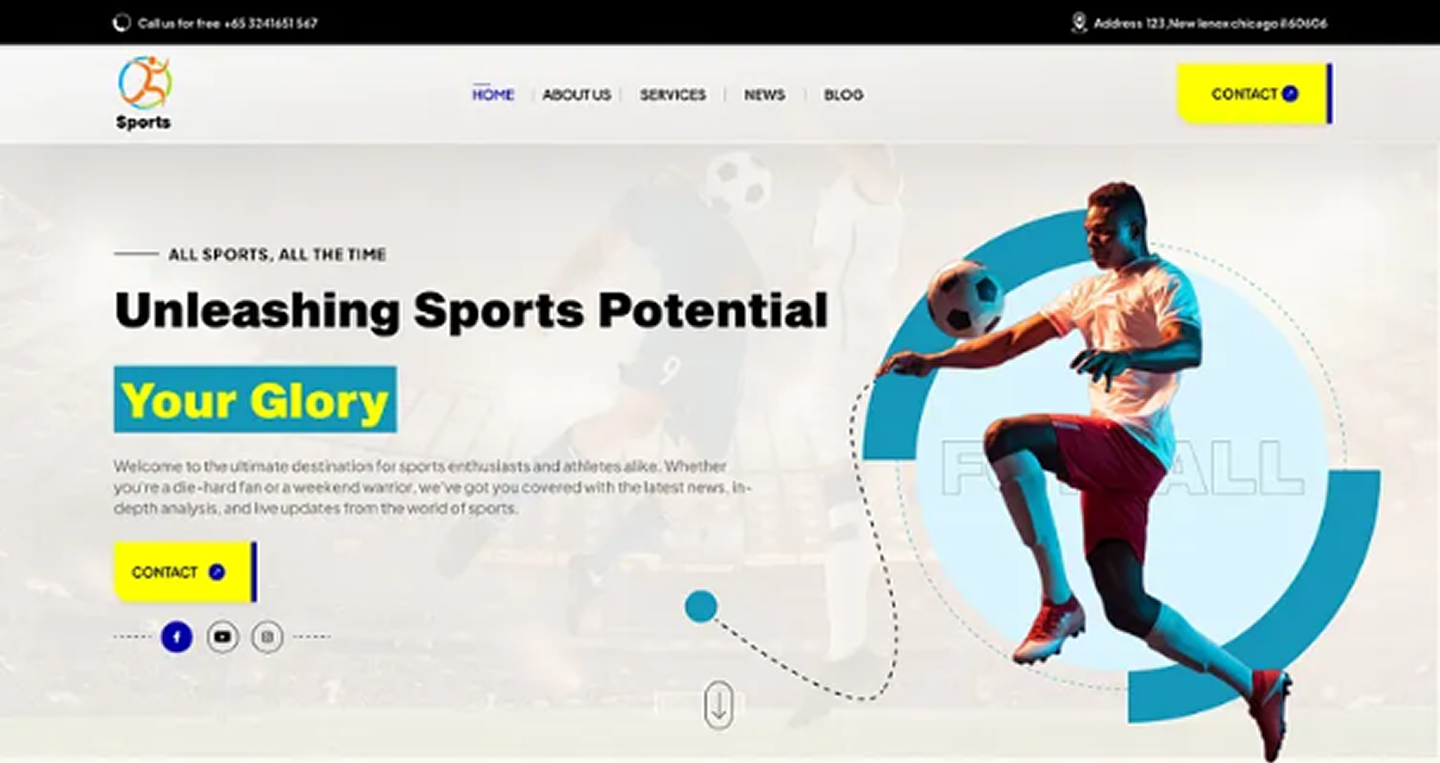 Call us for free +65 3241651 567
Address 123,New lenox chicago il 60606
Sports
HOME
ABOUT US
SERVICES
NEWS
BLOG
CONTACT
ALL SPORTS, ALL THE TIME
Unleashing Sports Potential
Your Glory
Welcome to the ultimate destination for sports enthusiasts and athletes alike. Whether
you're a die-hard fan or a weekend warrior, we've got you covered with the latest news, in-
depth analysis, and live updates from the world of sports.
CONTACT
9